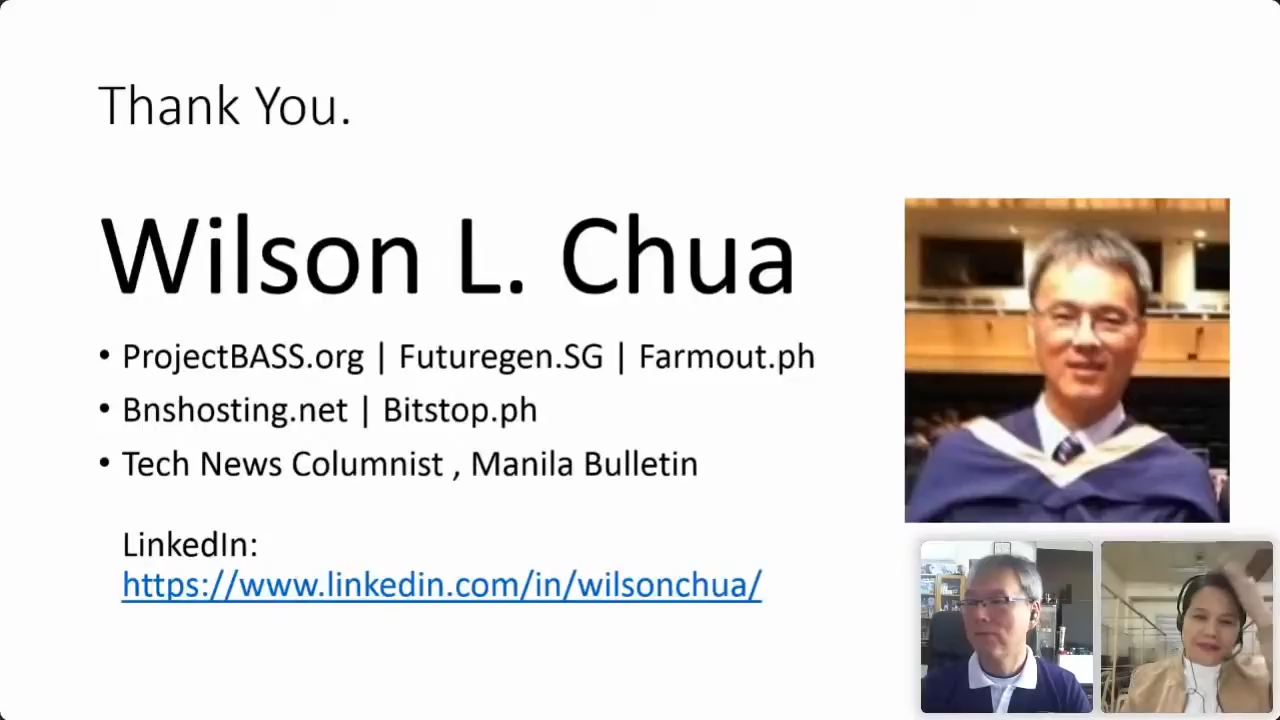 Thank You.
Wilson L. Chua
• ProjectBASS.org | Futuregen.SG | Farmout.ph
• Bnshosting.net | Bitstop.ph
• Tech News Columnist , Manila Bulletin
LinkedIn:
https://www.linkedin.com/in/wilsonchua/